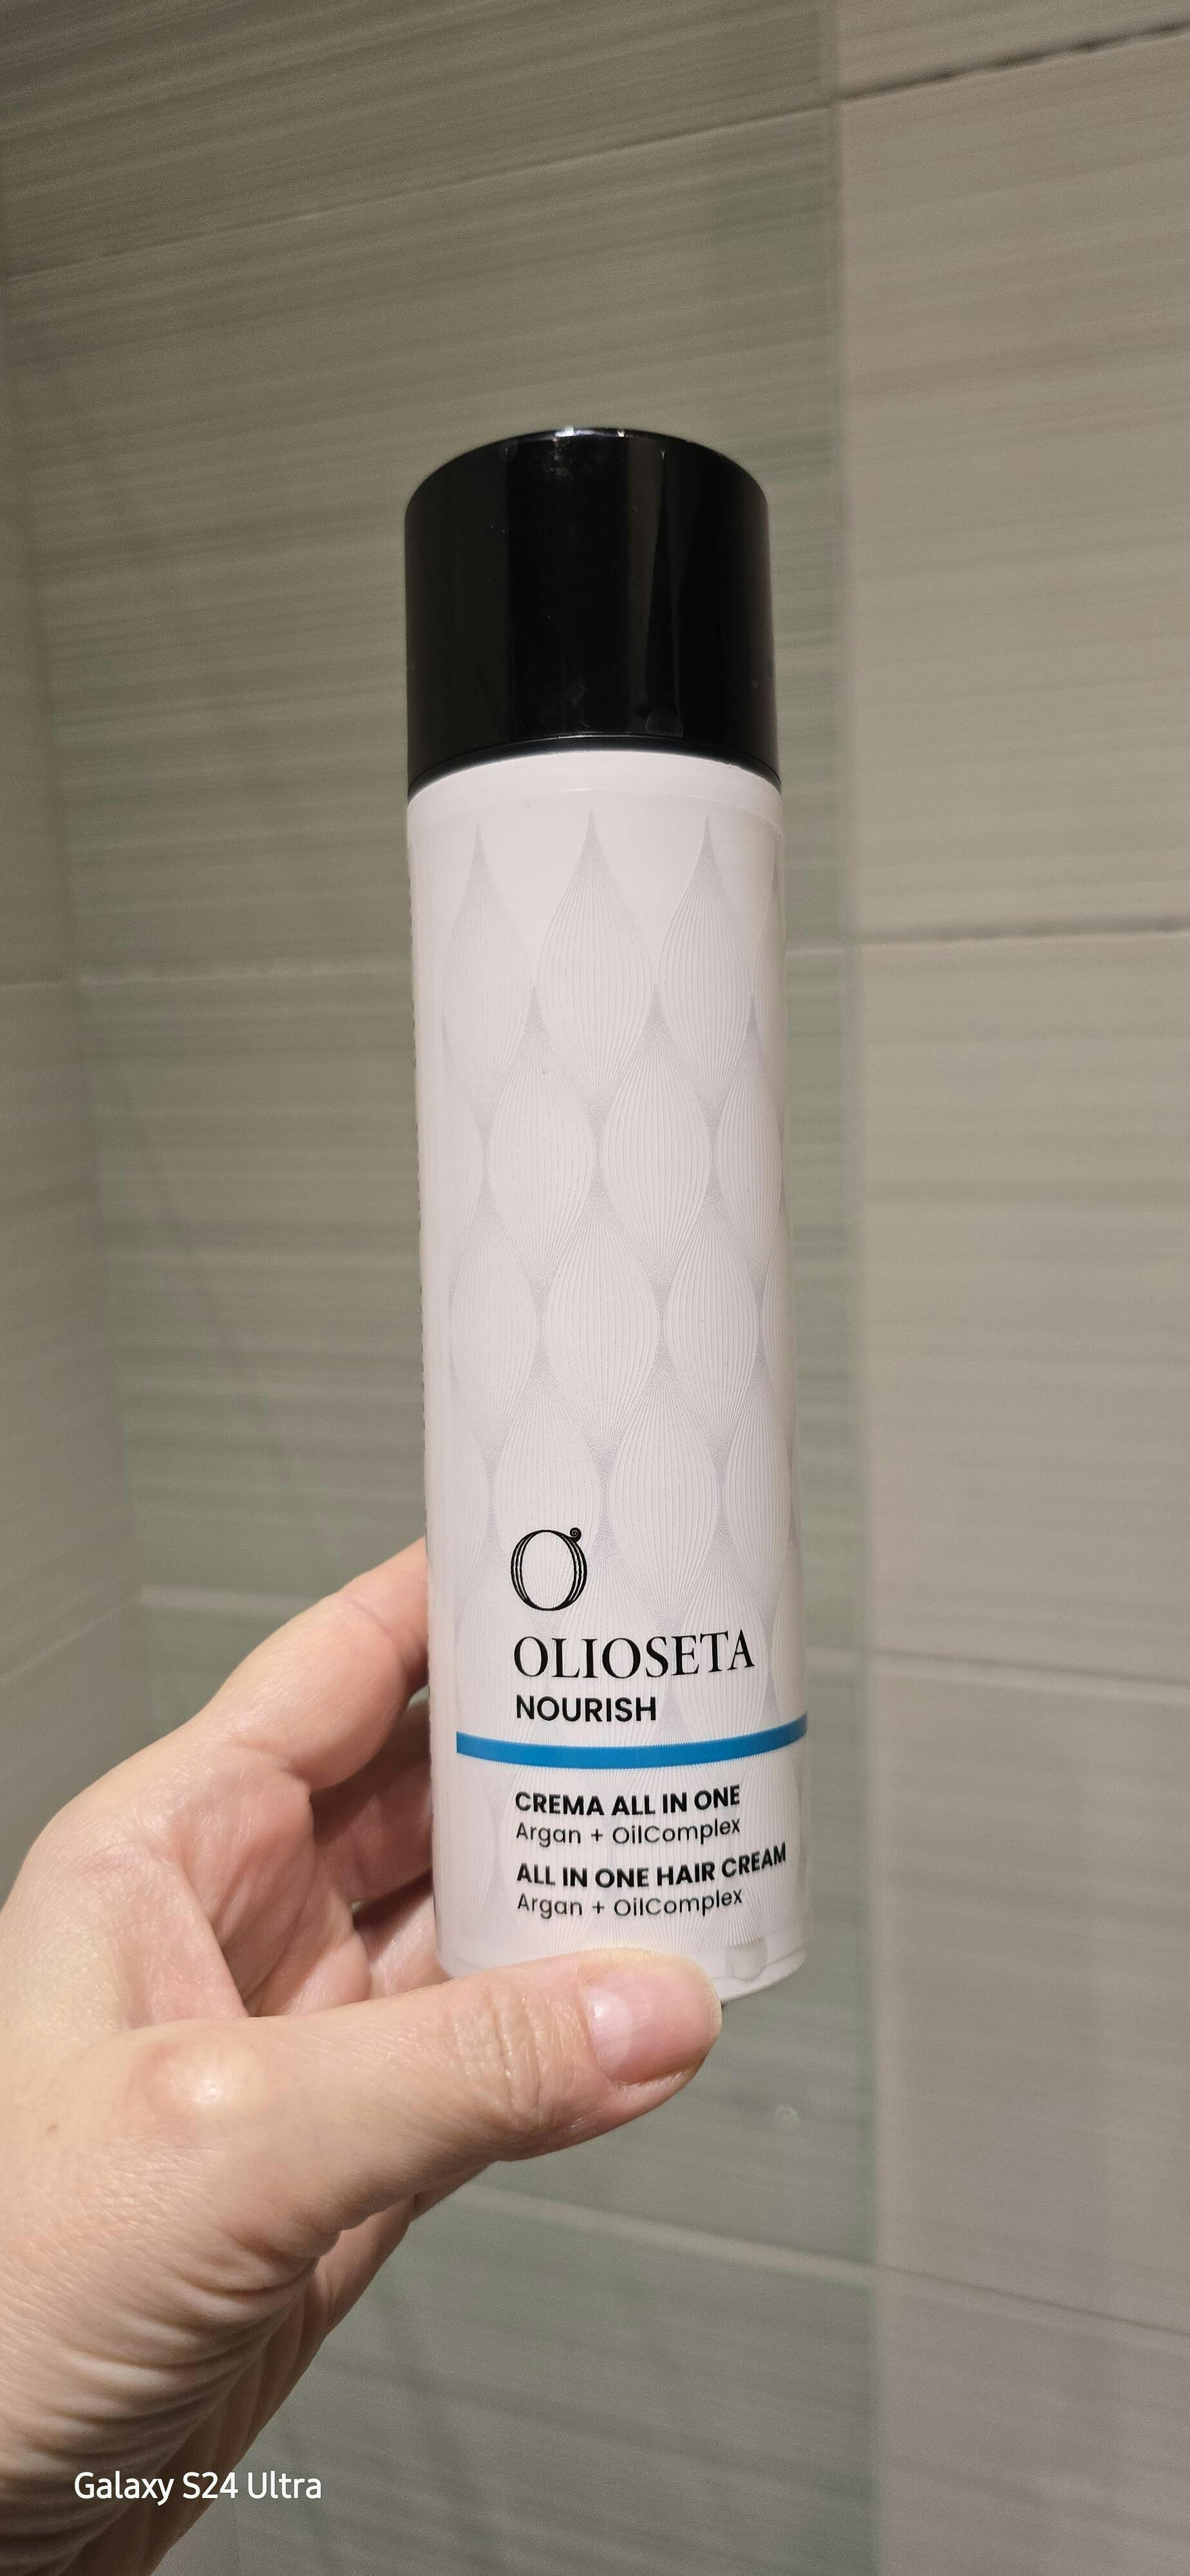 O
OLIOSETA
NOURISH
CREMA ALL IN ONE
Argan + OilComplex
ALL IN ONE HAIR CREAM
Argan + OilComplex
Galaxy S24 Ultra